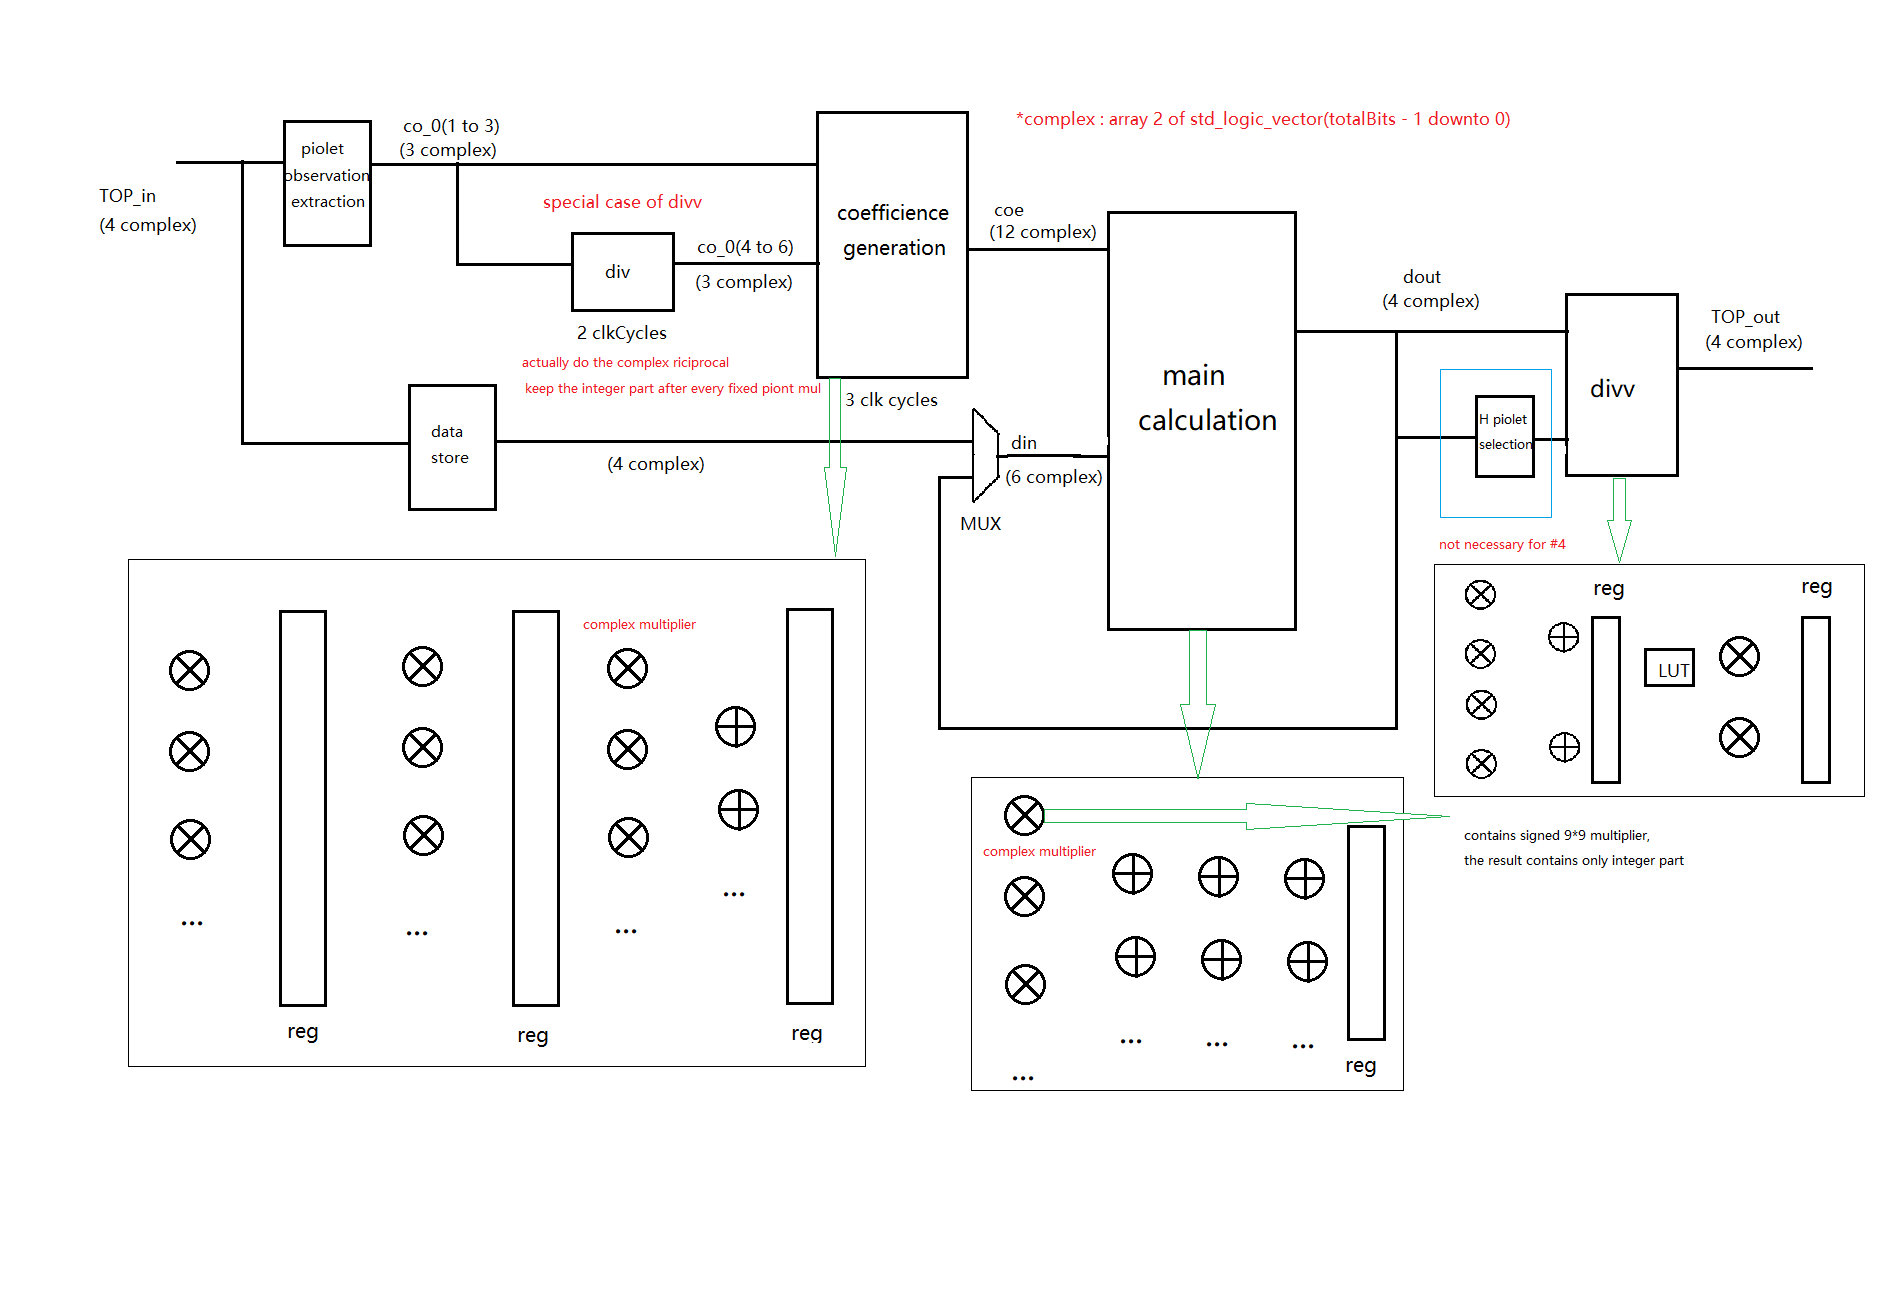 *complex : array 2 of std_logic_vector(totalBits - 1 downto 0)
TOP_in
(4 complex)
piolet
observation
extraction
co_0(1 to 3)
(3 complex)
special case of divv
div
2 clkCycles
co_0(4 to 6)
(3 complex)
actually do the complex riciprocal
keep the integer part after every fixed piont mul
coefficience
generation
3 clk cycles
coe
(12 complex)
data
store
(4 complex)
MUX
din
(6 complex)
main
calculation
dout
(4 complex)
H piolet
selection
not necessary for #4
divv
TOP_out
(4 complex)
complex multiplier
...
...
...
...
reg
reg
reg
complex multiplier
...
...
...
...
reg
contains signed 9*9 multiplier,
the result contains only integer part
reg
LUT
reg